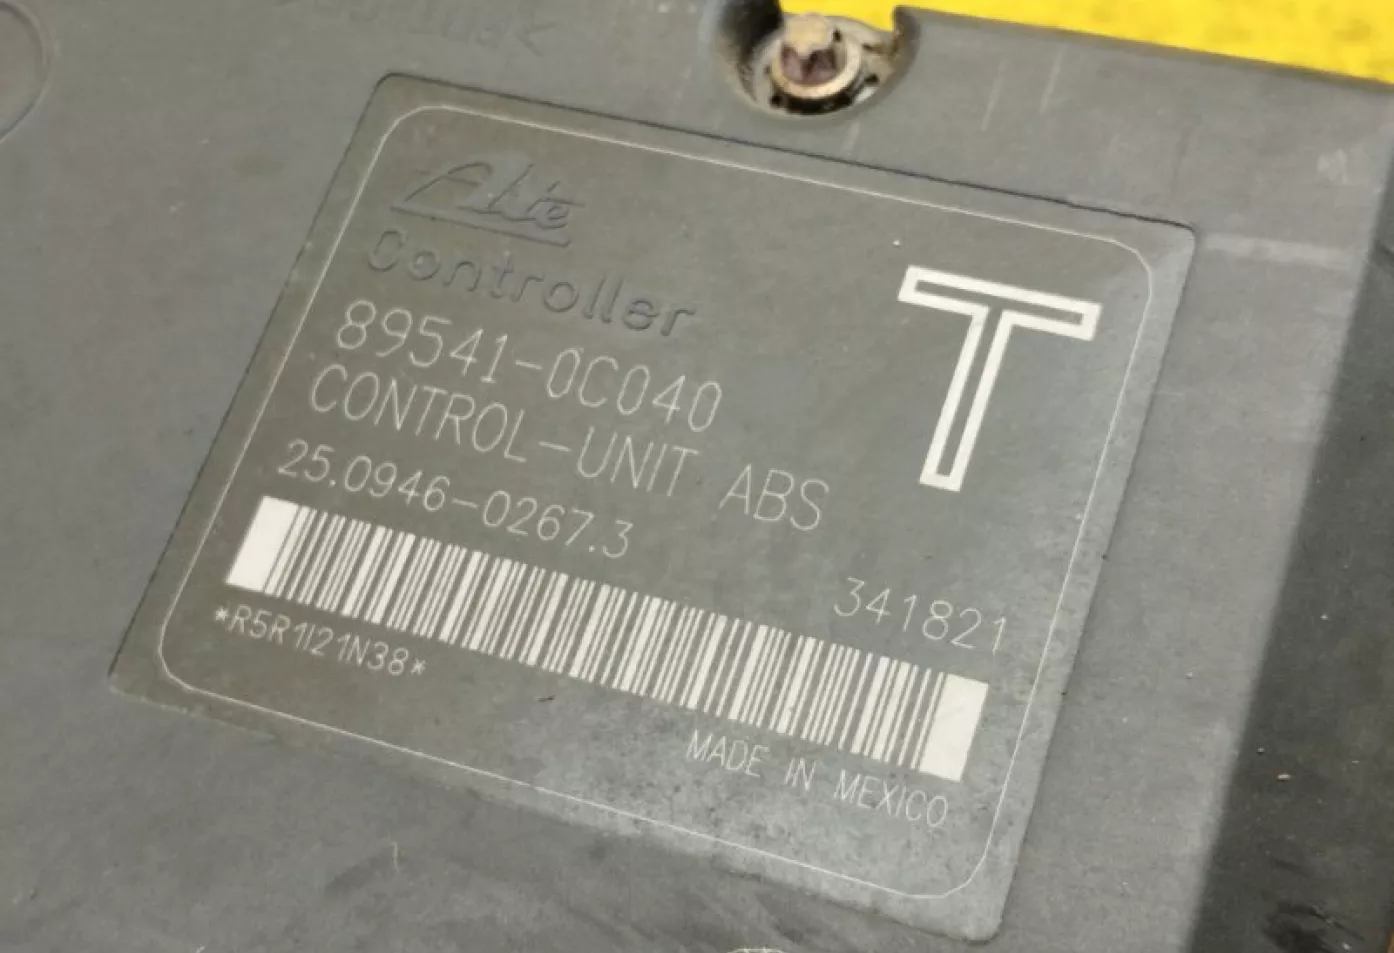 Ate
Controller
T
89541-0C040
CONTROL-UNIT ABS
25.0946-0267.3
341821
*R5R1I21N38*
MADE IN MEXICO